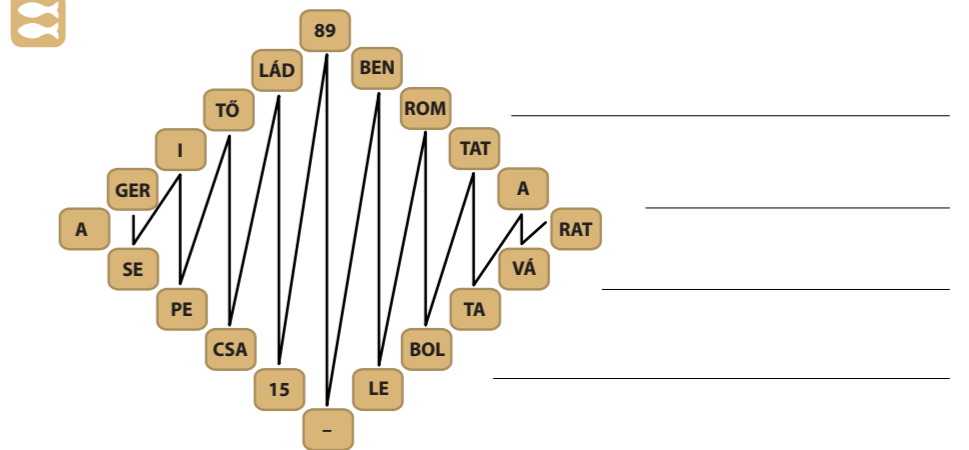 A
GER
SE
I
PE
TŐ
CSA
LÁD
15
89
–
BEN
LE
ROM
BOL
TAT
TA
A
VÁ
RAT